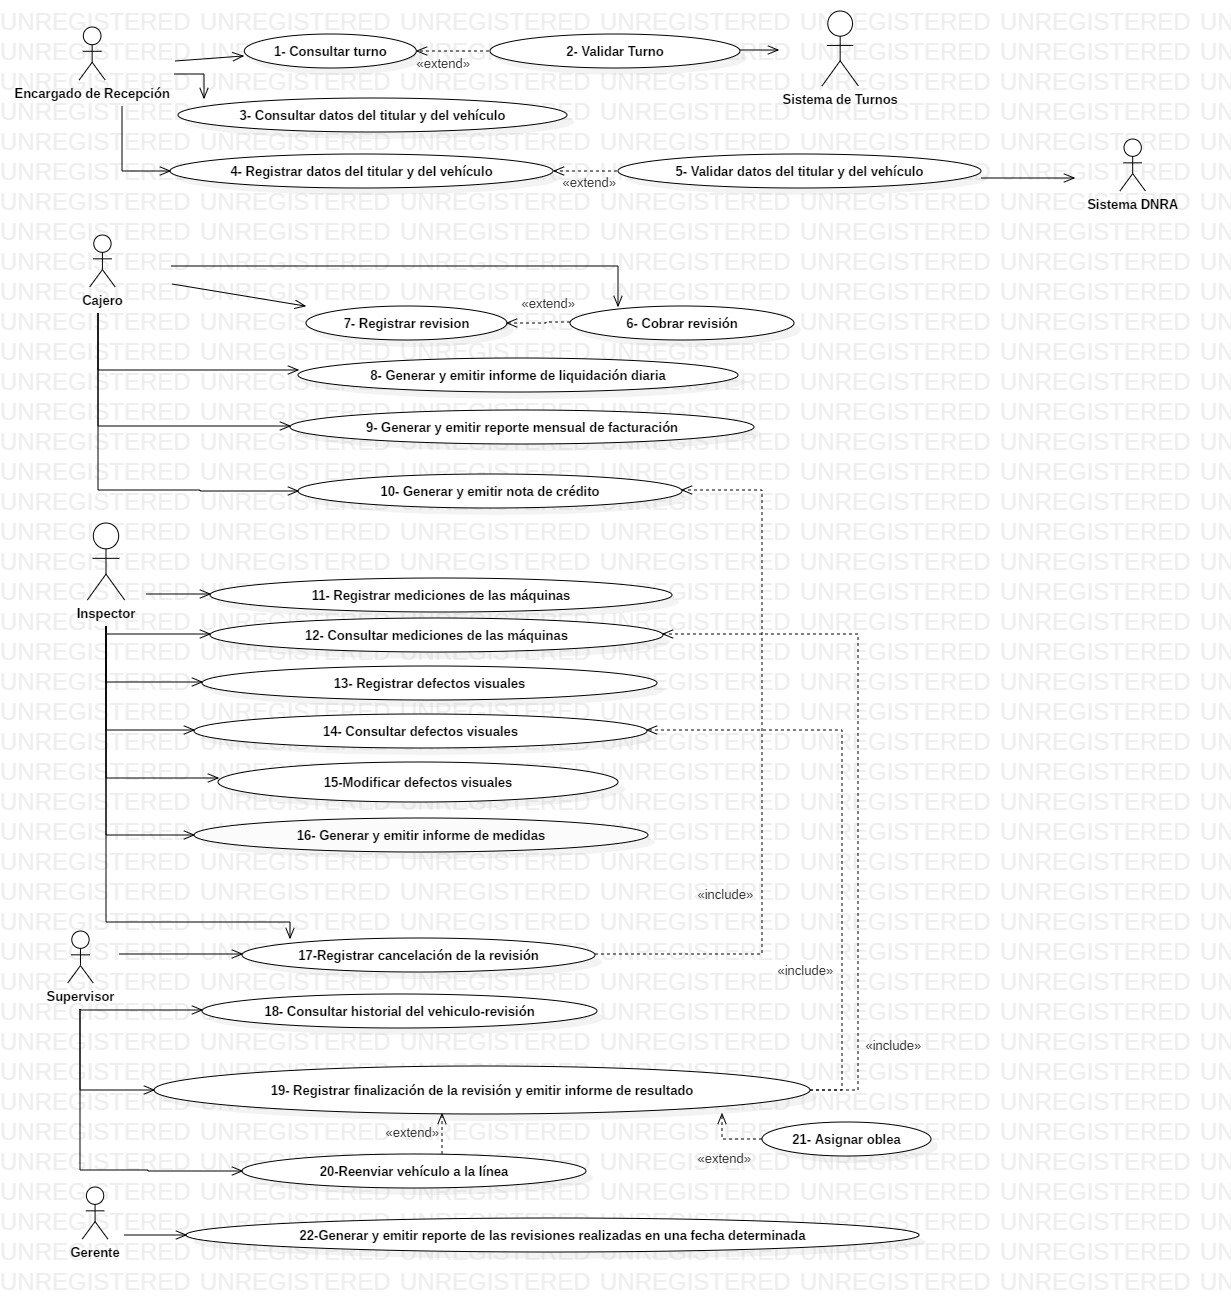 1- Consultar turno
2- Validar Turno
«extend»
Encargado de Recepción
Sistema de Turnos
3- Consultar datos del titular y del vehículo
4- Registrar datos del titular y del vehículo
5- Validar datos del titular y del vehículo
«extend»
Sistema DNRA
Cajero
«extend»
7- Registrar revision
6- Cobrar revisión
8- Generar y emitir informe de liquidación diaria
9- Generar y emitir reporte mensual de facturación
10- Generar y emitir nota de crédito
11- Registrar mediciones de las máquinas
Inspector
12- Consultar mediciones de las máquinas
13- Registrar defectos visuales
14- Consultar defectos visuales
15-Modificar defectos visuales
16- Generar y emitir informe de medidas
«include»
17-Registrar cancelación de la revisión
«include»
Supervisor
18- Consultar historial del vehiculo-revisión
«include»
19- Registrar finalización de la revisión y emitir informe de resultado
«extend»
21- Asignar oblea
«extend»
20-Reenviar vehículo a la línea
22-Generar y emitir reporte de las revisiones realizadas en una fecha determinada
Gerente
UNREGISTERED